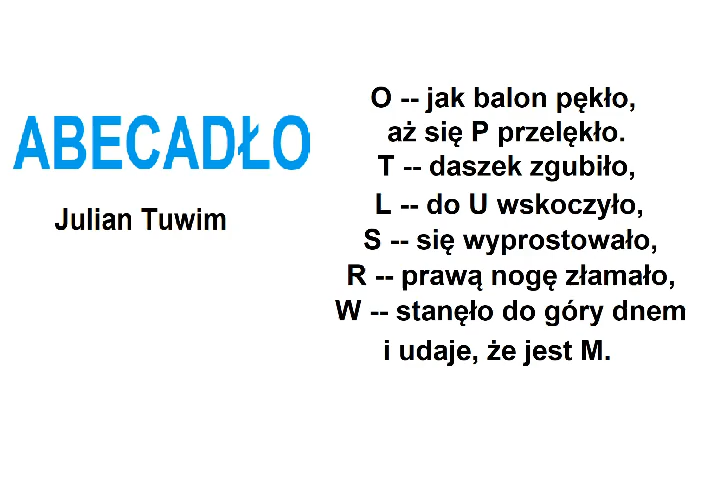 ABECADŁO
Julian Tuwim
O -- jak balon pękło,
aż się P przelękło.
T -- daszek zgubiło,
L -- do U wskoczyło,
S -- się wyprostowało,
R -- prawą nogę złamało,
W -- stanęło do góry dnem
i udaje, że jest M.